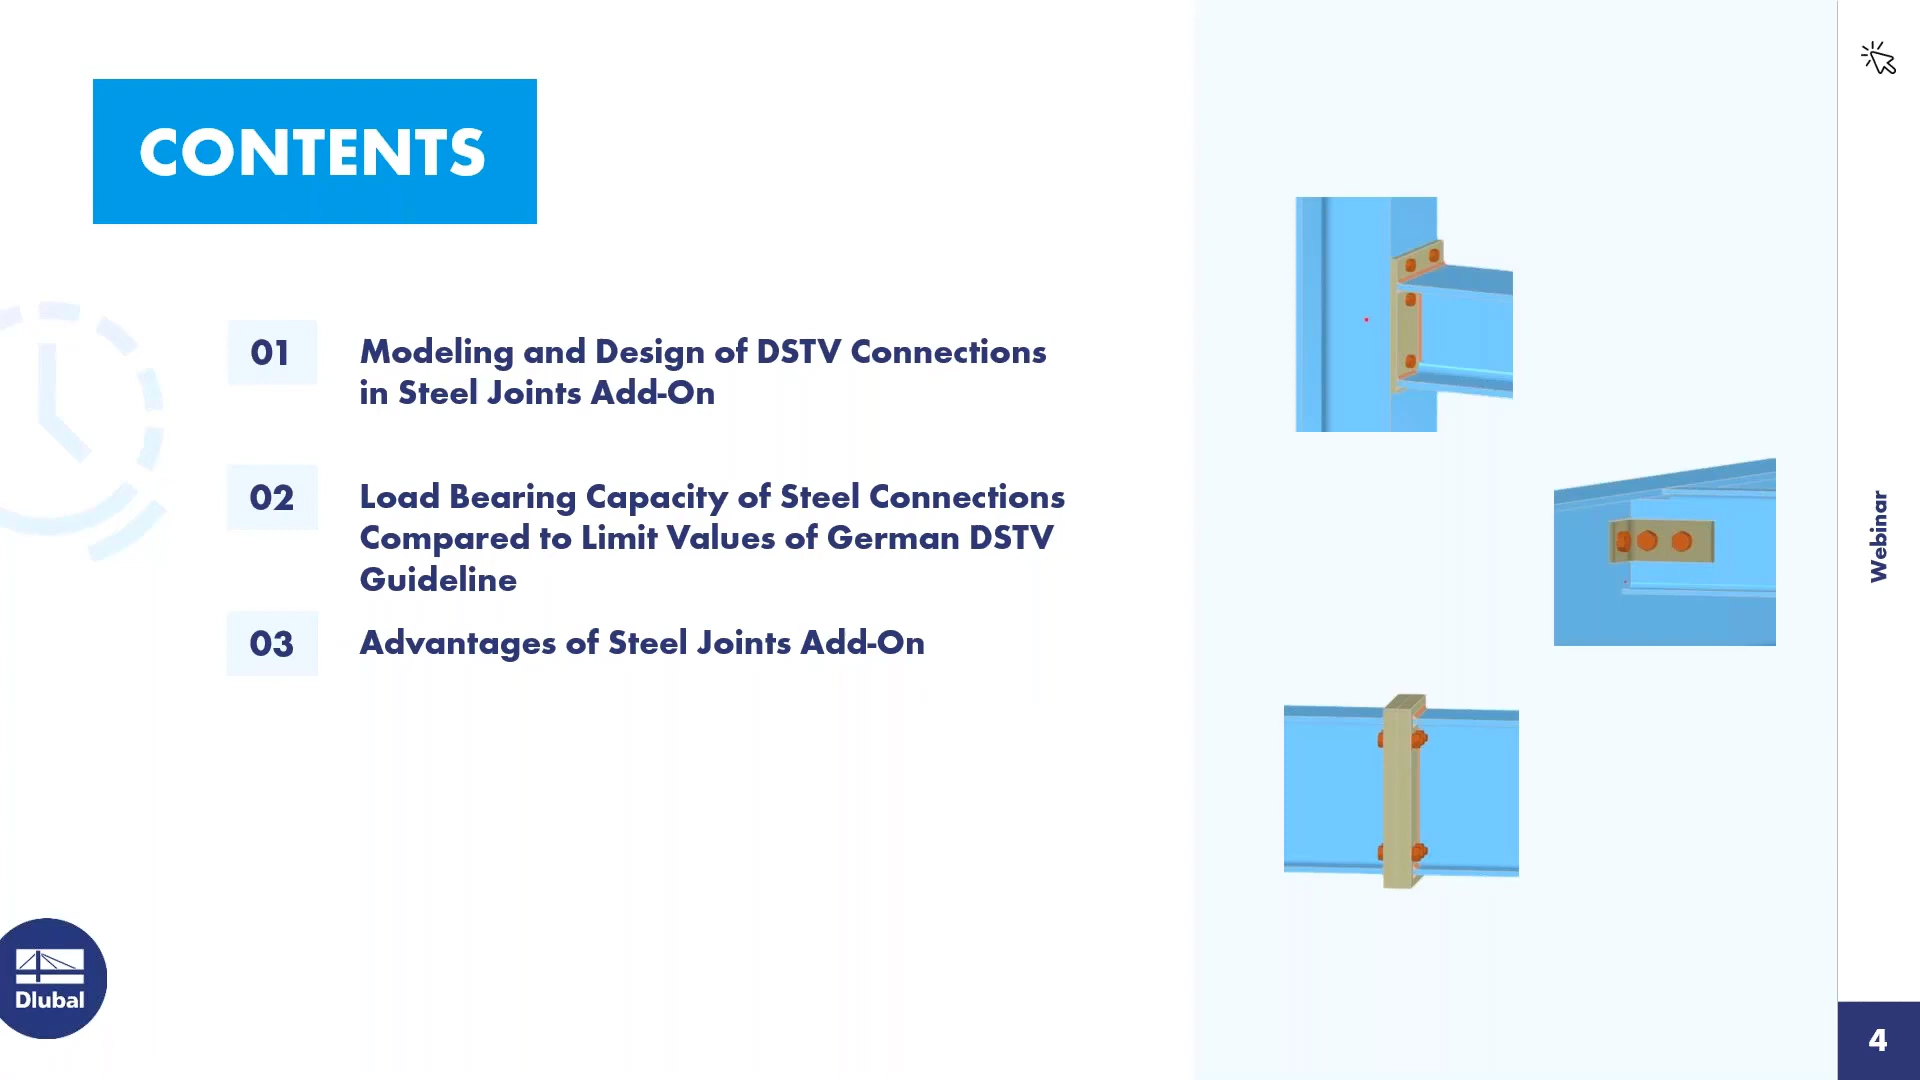 CONTENTS
01
Modeling and Design of DSTV Connections
in Steel Joints Add-On
02
Load Bearing Capacity of Steel Connections
Compared to Limit Values of German DSTV
Guideline
03
Advantages of Steel Joints Add-On
Webinar
Dlubal
4